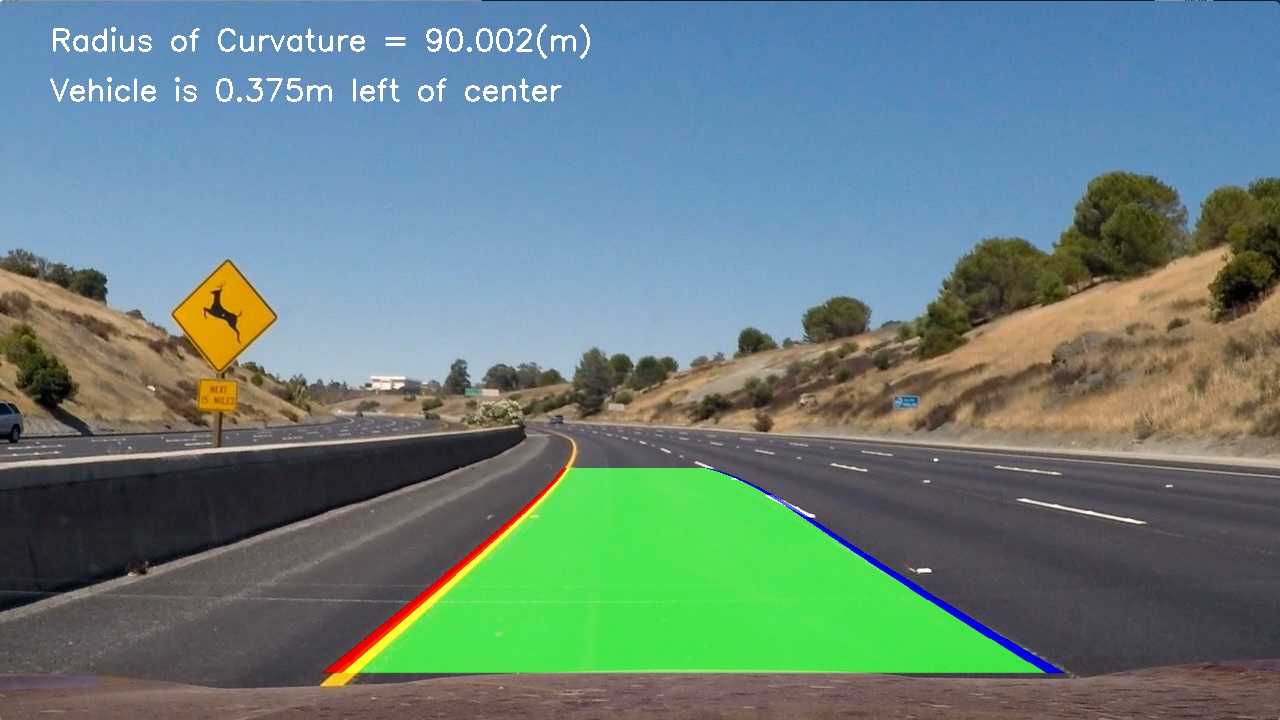 Radius of Curvature = 90.002(m)
Vehicle is 0.375m left of center
NEXT
15 MILES